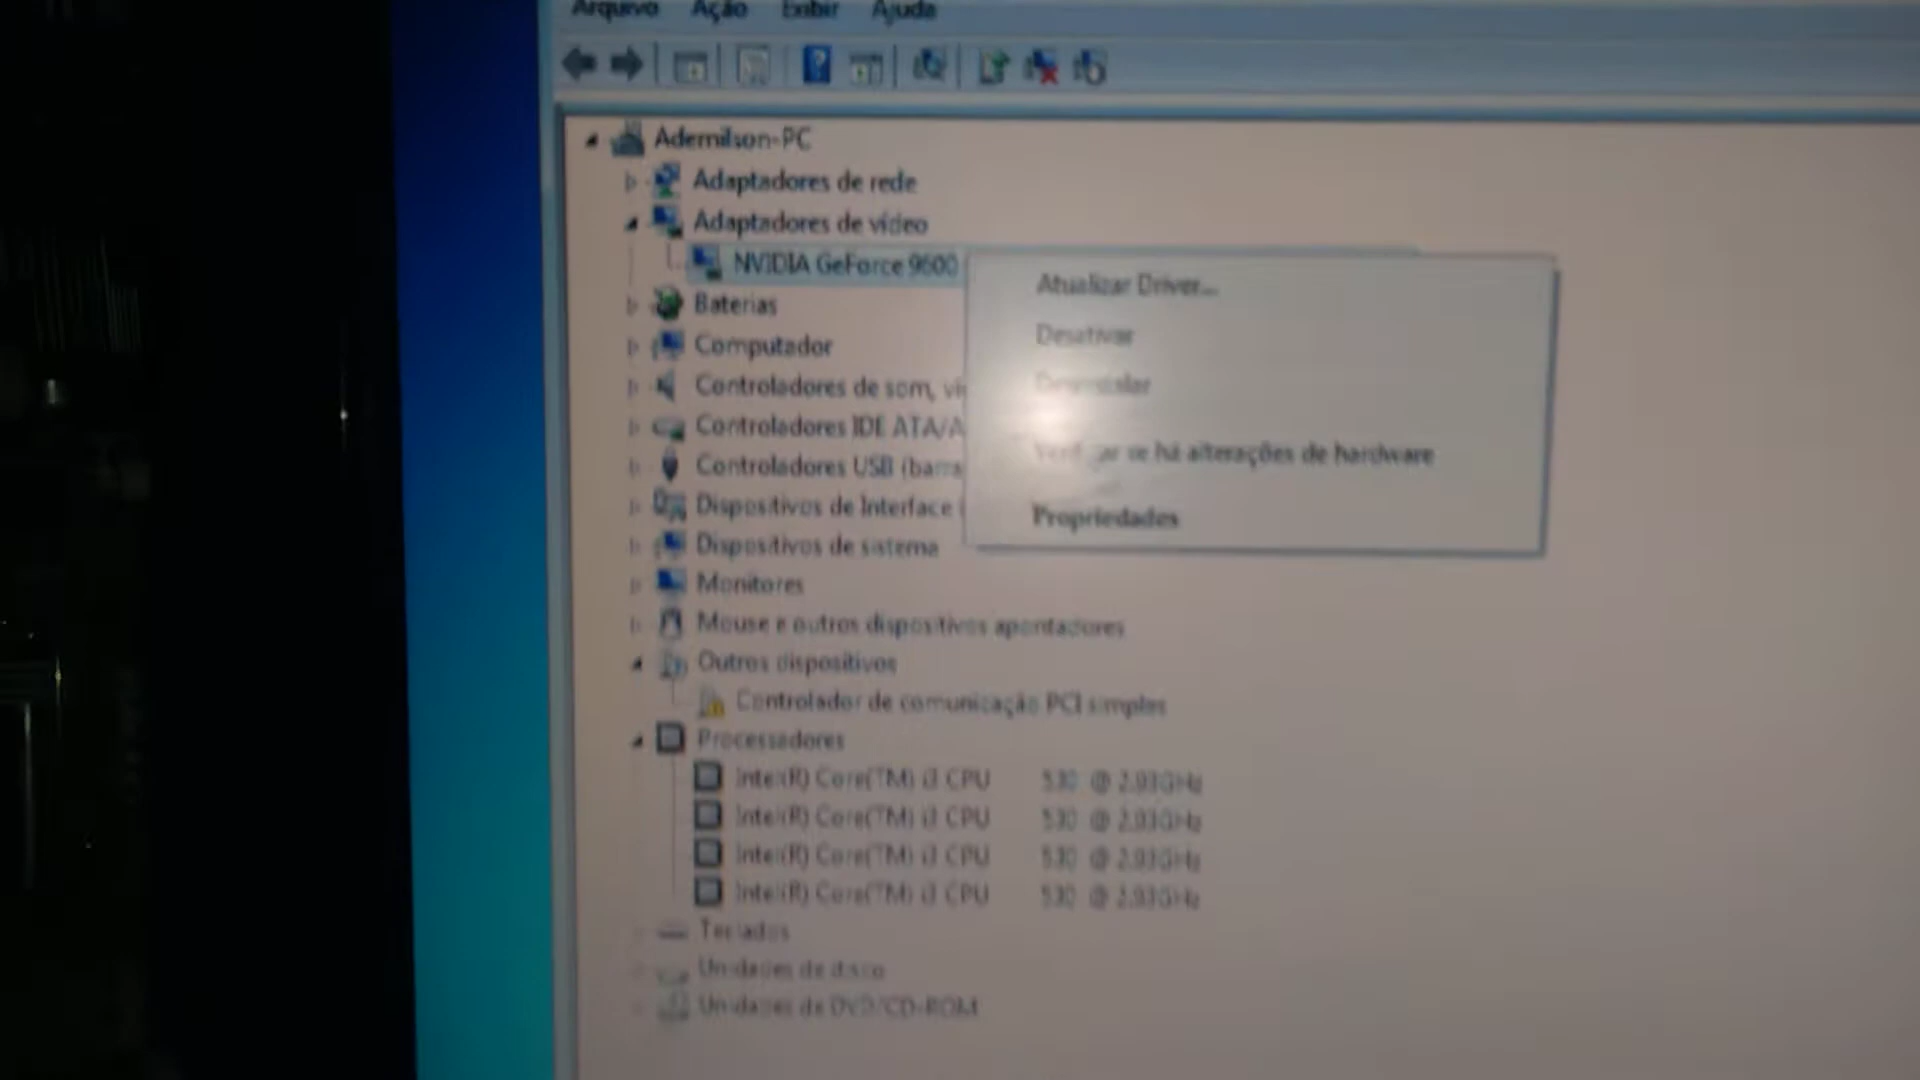 Arquivo Ação Exibir Ajuda
Ademilson-PC
Adaptadores de rede
Adaptadores de vídeo
NVIDIA GeForce 9600
Atualizar Driver...
Baterias
Desativar
Computador
Controladores de som, ví
Desinstalar
Controladores IDE ATA/A
Verificar se há alterações de hardware
Controladores USB (barra
Dispositivos de Interface
Propriedades
Dispositivos de sistema
Monitores
Mouse e outros dispositivos apontadores
Outros dispositivos
Controlador de comunicação PCI simples
Processadores
Intel(R) Core(TM) i3 CPU 530 @ 2.93GHz
Intel(R) Core(TM) i3 CPU 530 @ 2.93GHz
Intel(R) Core(TM) i3 CPU 530 @ 2.93GHz
Intel(R) Core(TM) i3 CPU 530 @ 2.93GHz
Teclados
Unidades de disco
Unidades de DVD/CD-ROM